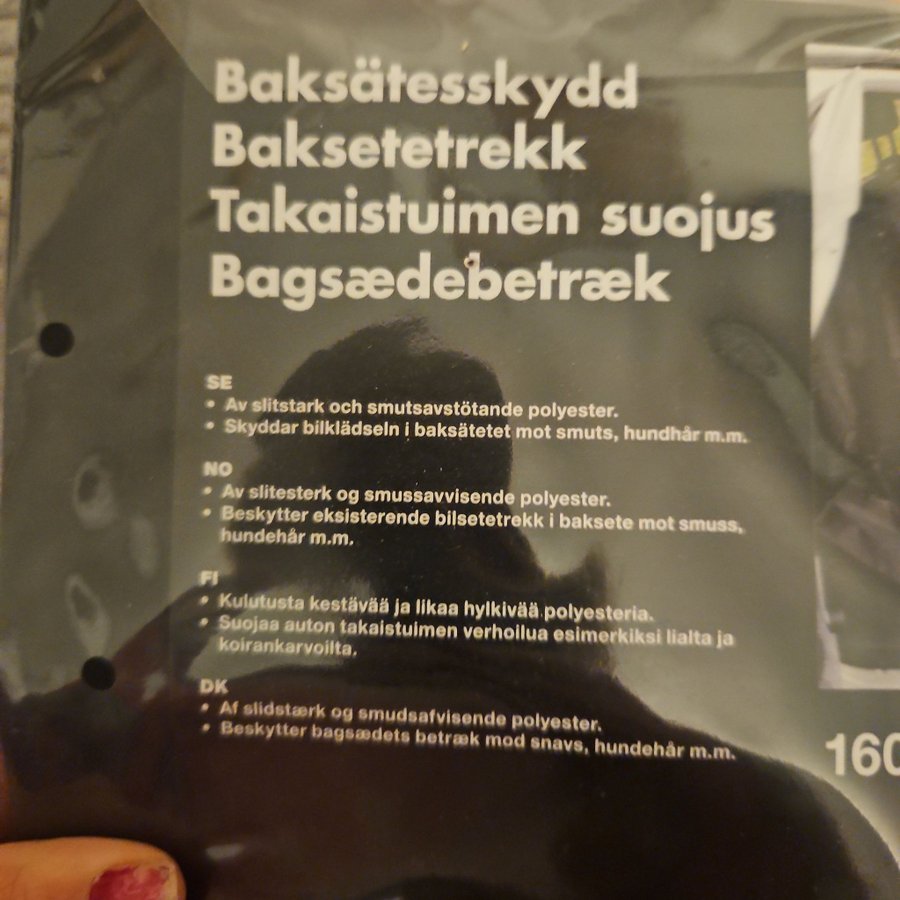 Baksätesskydd
Baksetetrekk
Takaistuimen suojus
Bagsædebetræk
SE
• Av slitstark och smutsavstötande polyester.
• Skyddar bilklädseln i baksätetet mot smuts, hundhår m.m.
NO
• Av slitesterk og smussavvisende polyester.
• Beskytter eksisterende bilsetetrekk i baksete mot smuss,
hundehår m.m.
FI
• Kulutusta kestävää ja likaa hylkivää polyesteria.
• Suojaa auton takaistuimen verhoilua esimerkiksi lialta ja
koirankarvoilta.
DK
• Af slidstærk og smudsafvisende polyester.
• Beskytter bagsædets betræk mod snavs, hundehår m.m.
160